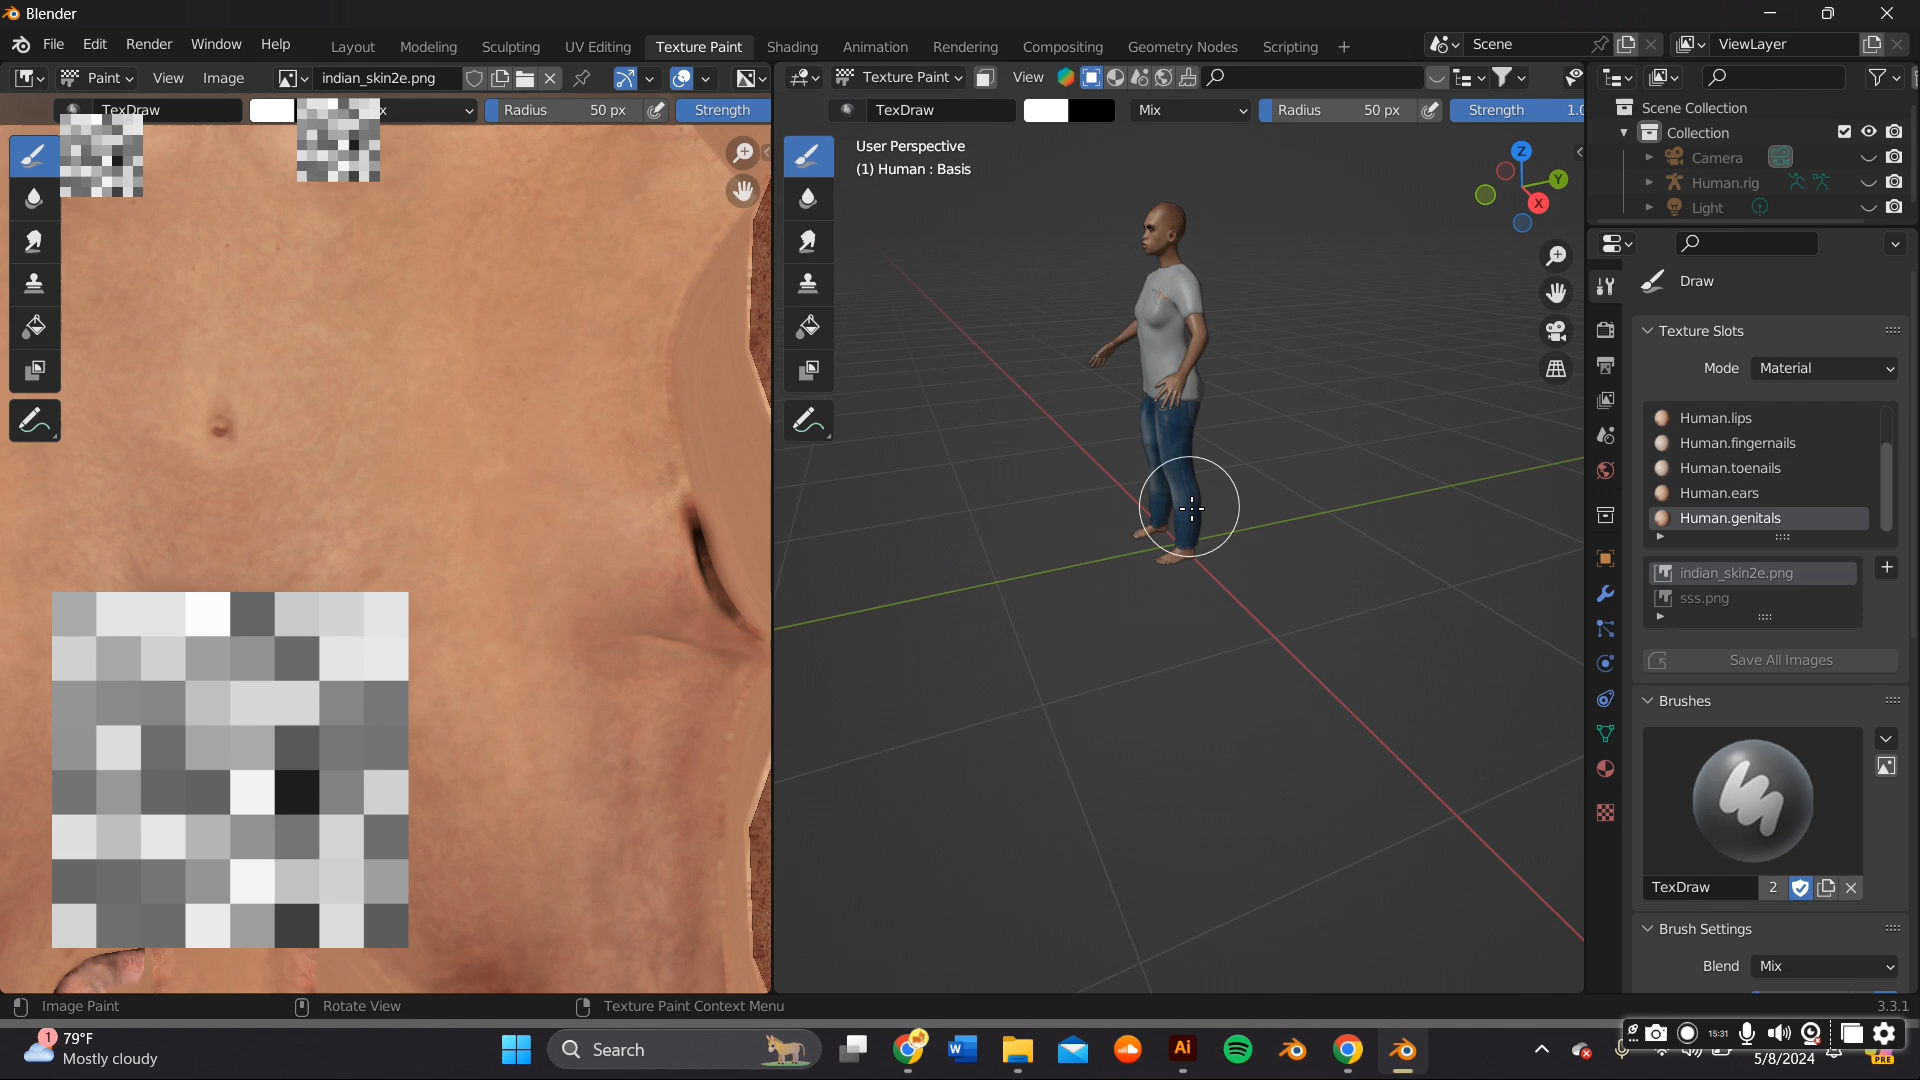 Blender
File Edit Render Window Help Layout Modeling Sculpting UV Editing Texture Paint Shading Animation Rendering Compositing Geometry Nodes Scripting + Scene ViewLayer
Paint View Image indian_skin2e.png Texture Paint View
TexDraw x Radius 50 px Strength TexDraw Mix Radius 50 px Strength 1.0
User Perspective
(1) Human : Basis
Z
Y
X
Scene Collection
Collection
Camera
Human.rig
Light
Draw
Texture Slots
Mode Material
Human.lips
Human.fingernails
Human.toenails
Human.ears
Human.genitals
indian_skin2e.png
sss.png
Save All Images
Brushes
TexDraw 2
Brush Settings
Blend Mix
Image Paint Rotate View Texture Paint Context Menu 3.3.1
1 79°F
Mostly cloudy
Search
W
Ai
15:31
5/8/2024
PRE